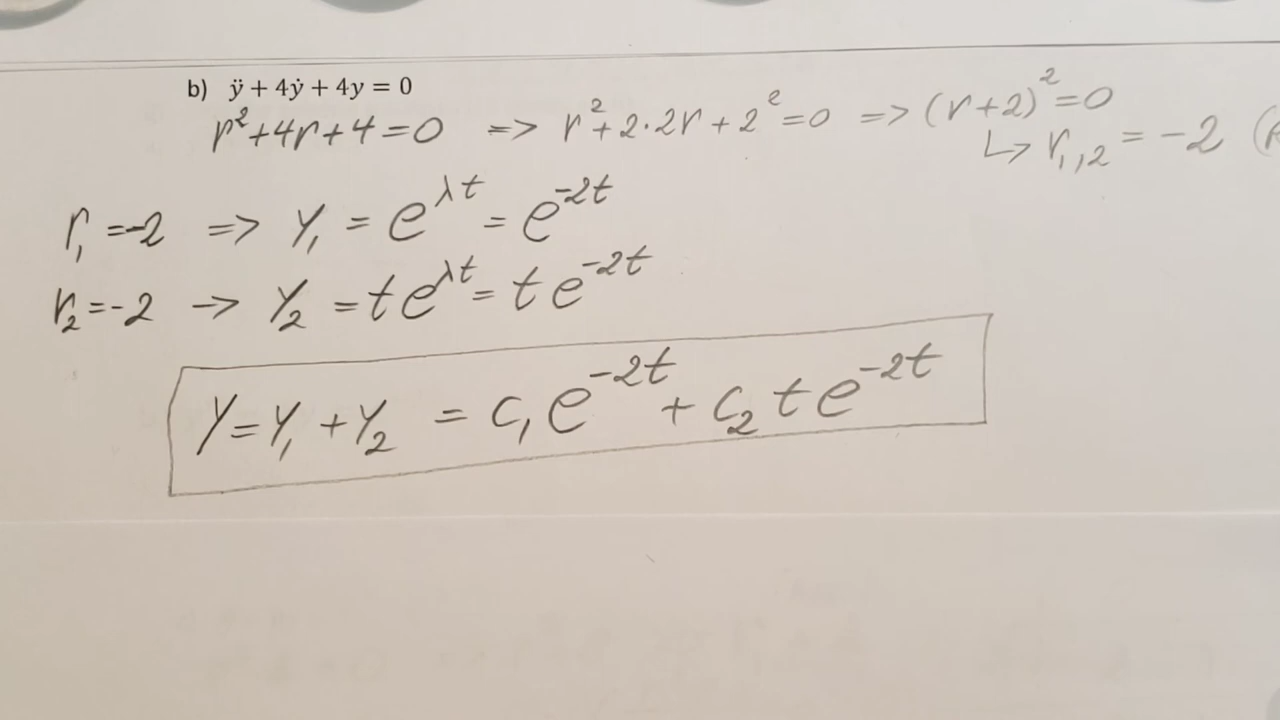 b) ÿ + 4ẏ + 4y = 0
r²+4r+4=0 => r²+2·2r+2²=0 => (r+2)²=0
↳ r₁,₂ = -2
r₁=-2 => y₁ = e^λt = e^-2t
r₂=-2 -> y₂ = te^λt = te^-2t
y=y₁+y₂ = c₁e^-2t + c₂te^-2t